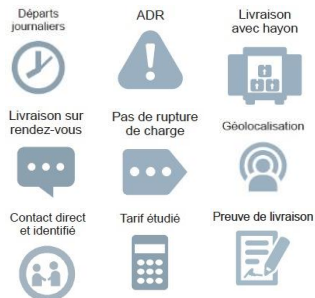 Départs
journaliers
ADR
Livraison
avec hayon
Livraison sur
rendez-vous
Pas de rupture
de charge
Géolocalisation
Contact direct
et identifié
Tarif étudié
Preuve de livraison